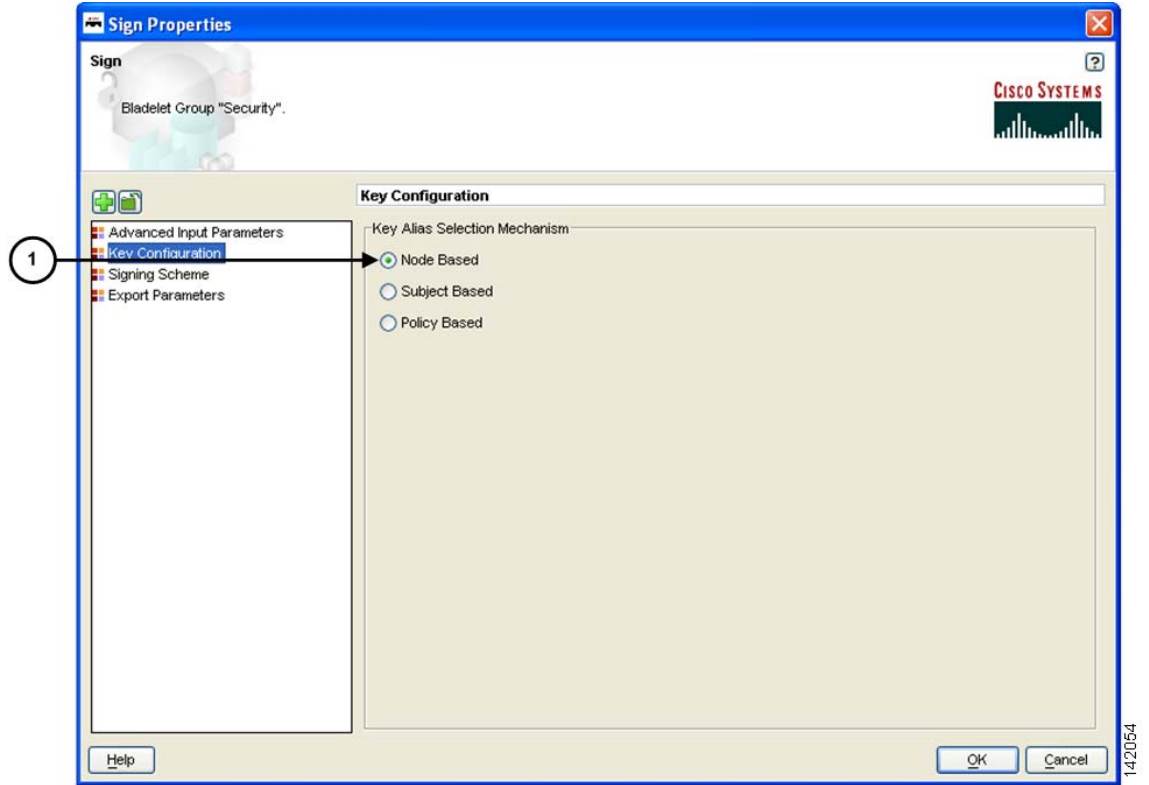 Sign Properties
Sign
?
Bladelet Group "Security".
CISCO SYSTEMS
Key Configuration
Advanced Input Parameters
Key Configuration
Signing Scheme
Export Parameters
Key Alias Selection Mechanism
Node Based
Subject Based
Policy Based
1
Help
OK
Cancel
142054